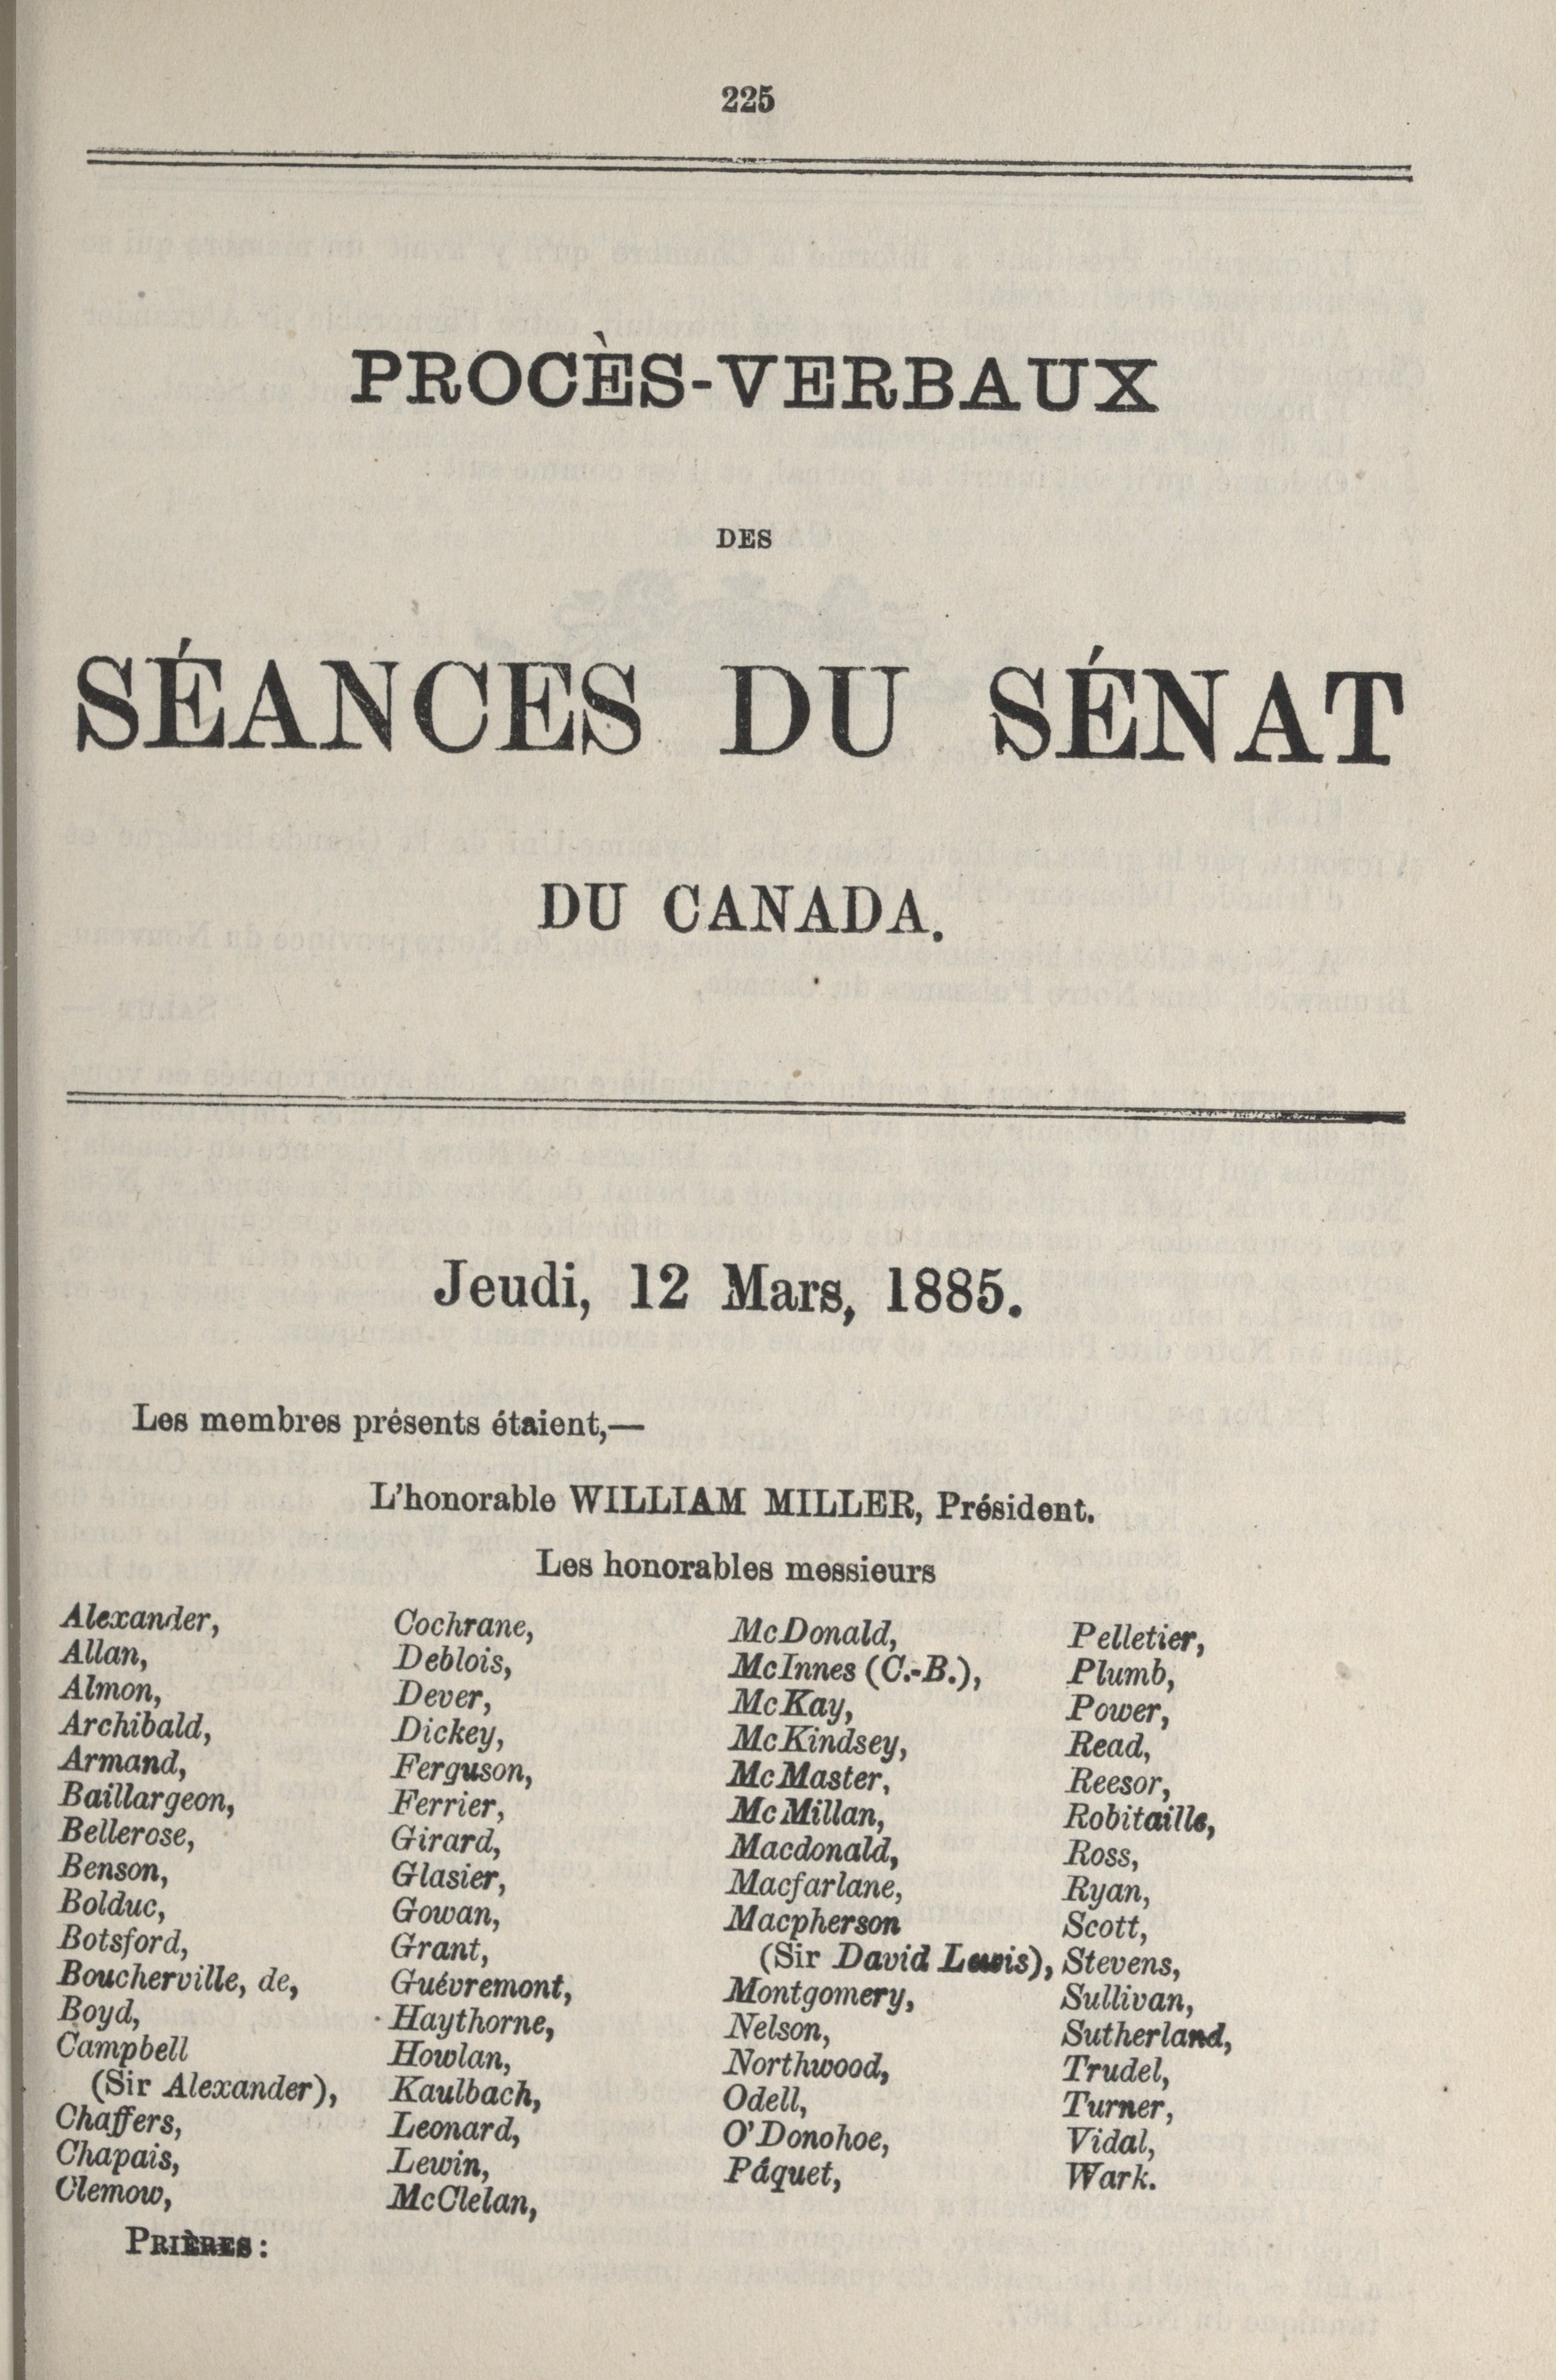 225
PROCÈS-VERBAUX
DES
SÉANCES DU SÉNAT
DU CANADA.
Jeudi, 12 Mars, 1885.
Les membres présents étaient,—
L'honorable WILLIAM MILLER, Président.
Les honorables messieurs
Alexander,
Allan,
Almon,
Archibald,
Armand,
Baillargeon,
Bellerose,
Benson,
Bolduc,
Botsford,
Boucherville, de,
Boyd,
Campbell
(Sir Alexander),
Chaffers,
Chapais,
Clemow,
Cochrane,
Deblois,
Dever,
Dickey,
Ferguson,
Ferrier,
Girard,
Glasier,
Gowan,
Grant,
Guévremont,
Haythorne,
Howlan,
Kaulbach,
Leonard,
Lewin,
McClelan,
McDonald,
McInnes (C.-B.),
McKay,
McKindsey,
McMaster,
McMillan,
Macdonald,
Macfarlane,
Macpherson
(Sir David Lewis),
Montgomery,
Nelson,
Northwood,
Odell,
O'Donohoe,
Pâquet,
Pelletier,
Plumb,
Power,
Read,
Reesor,
Robitaille,
Ross,
Ryan,
Scott,
Stevens,
Sullivan,
Sutherland,
Trudel,
Turner,
Vidal,
Wark.
PRIÈRES: